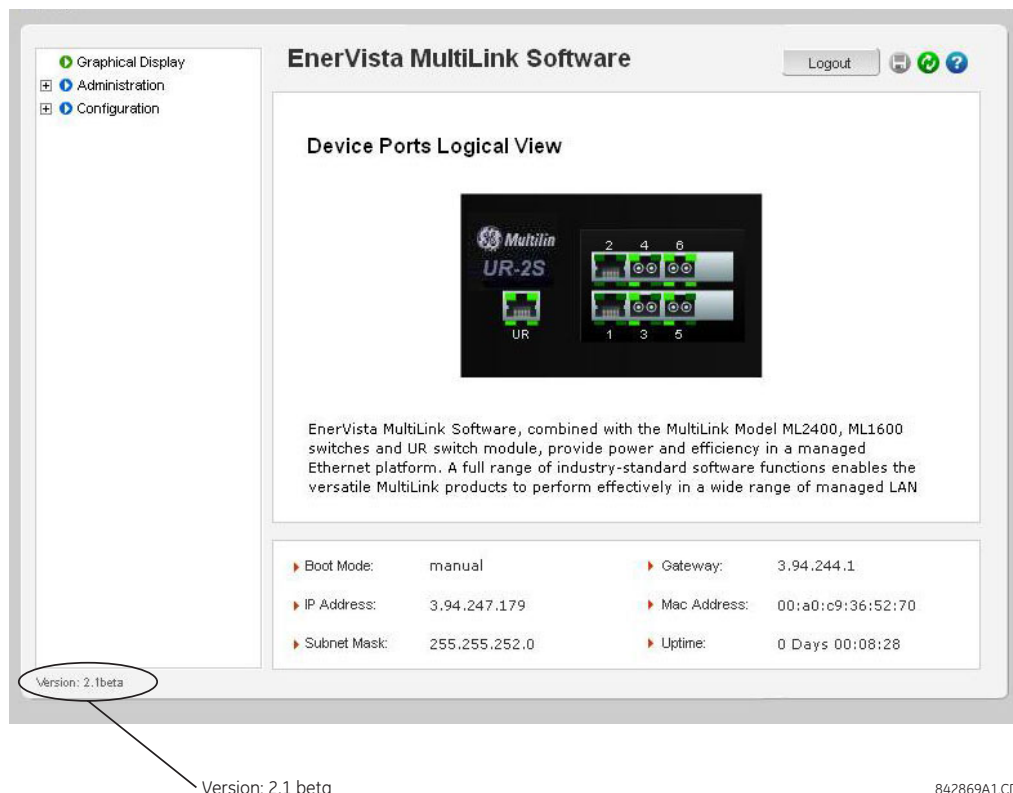 Graphical Display
Administration
Configuration
EnerVista MultiLink Software
Logout
Device Ports Logical View
Multilin
UR-2S
2 4 6
UR
1 3 5
EnerVista MultiLink Software, combined with the MultiLink Model ML2400, ML1600
switches and UR switch module, provide power and efficiency in a managed
Ethernet platform. A full range of industry-standard software functions enables the
versatile MultiLink products to perform effectively in a wide range of managed LAN
Boot Mode: manual Gateway: 3.94.244.1
IP Address: 3.94.247.179 Mac Address: 00:a0:c9:36:52:70
Subnet Mask: 255.255.252.0 Uptime: 0 Days 00:08:28
Version: 2.1beta
Version: 2.1 beta